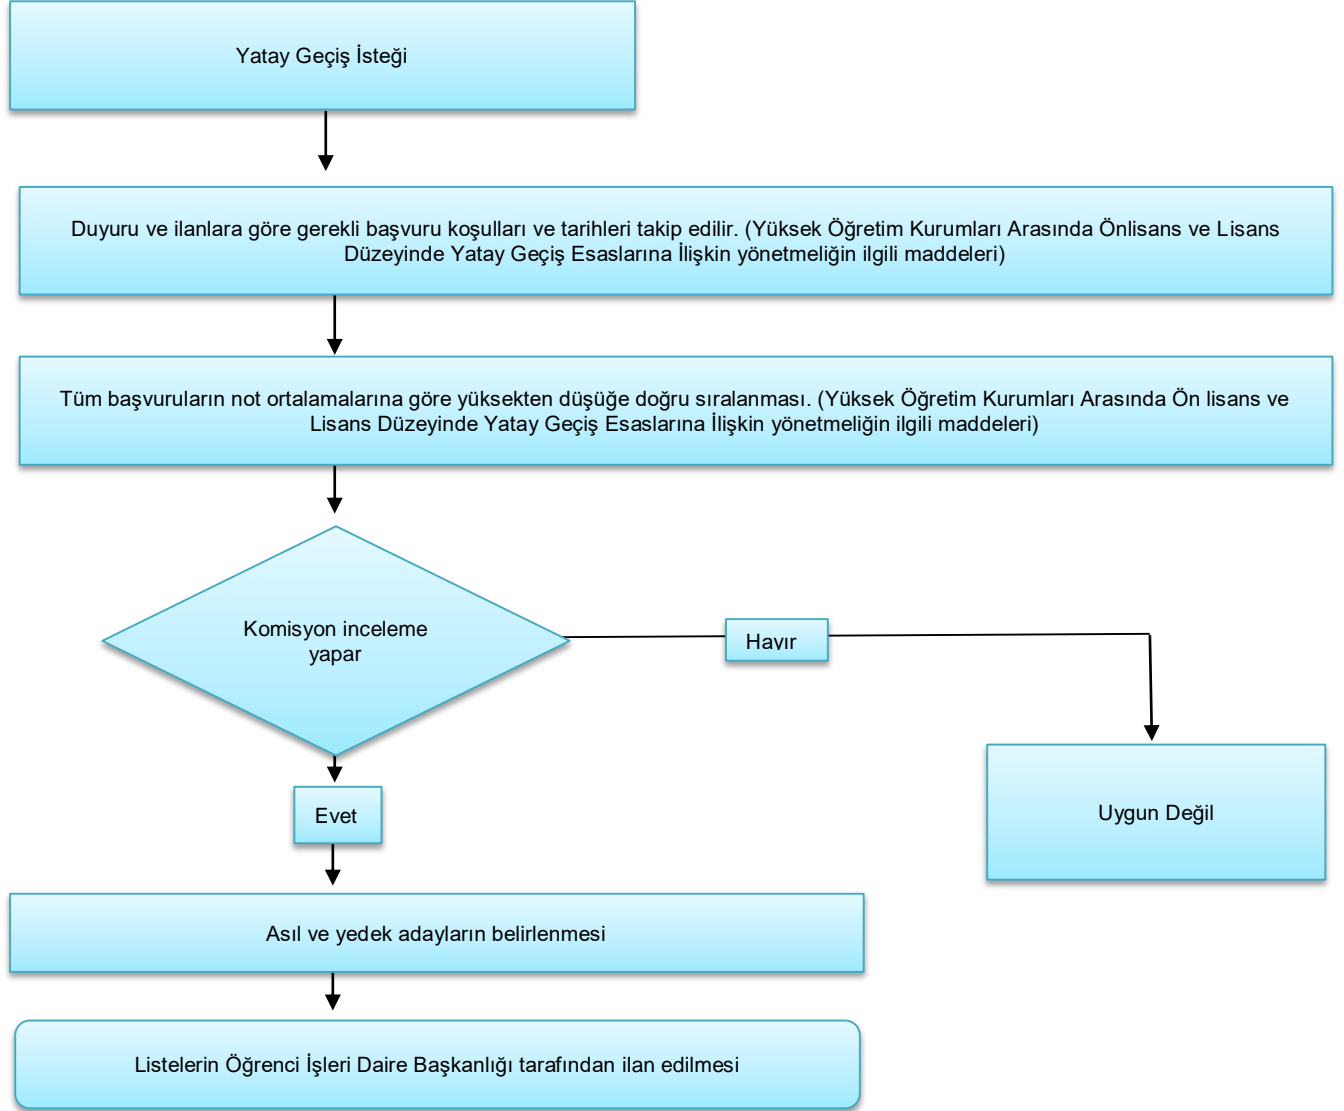 Yatay Geçiş İsteği
Duyuru ve ilanlara göre gerekli başvuru koşulları ve tarihleri takip edilir. (Yüksek Öğretim Kurumları Arasında Önlisans ve Lisans
Düzeyinde Yatay Geçiş Esaslarına İlişkin yönetmeliğin ilgili maddeleri)
Tüm başvuruların not ortalamalarına göre yüksekten düşüğe doğru sıralanması. (Yüksek Öğretim Kurumları Arasında Ön lisans ve
Lisans Düzeyinde Yatay Geçiş Esaslarına İlişkin yönetmeliğin ilgili maddeleri)
Komisyon inceleme
yapar
Hayır
Evet
Uygun Değil
Asıl ve yedek adayların belirlenmesi
Listelerin Öğrenci İşleri Daire Başkanlığı tarafından ilan edilmesi